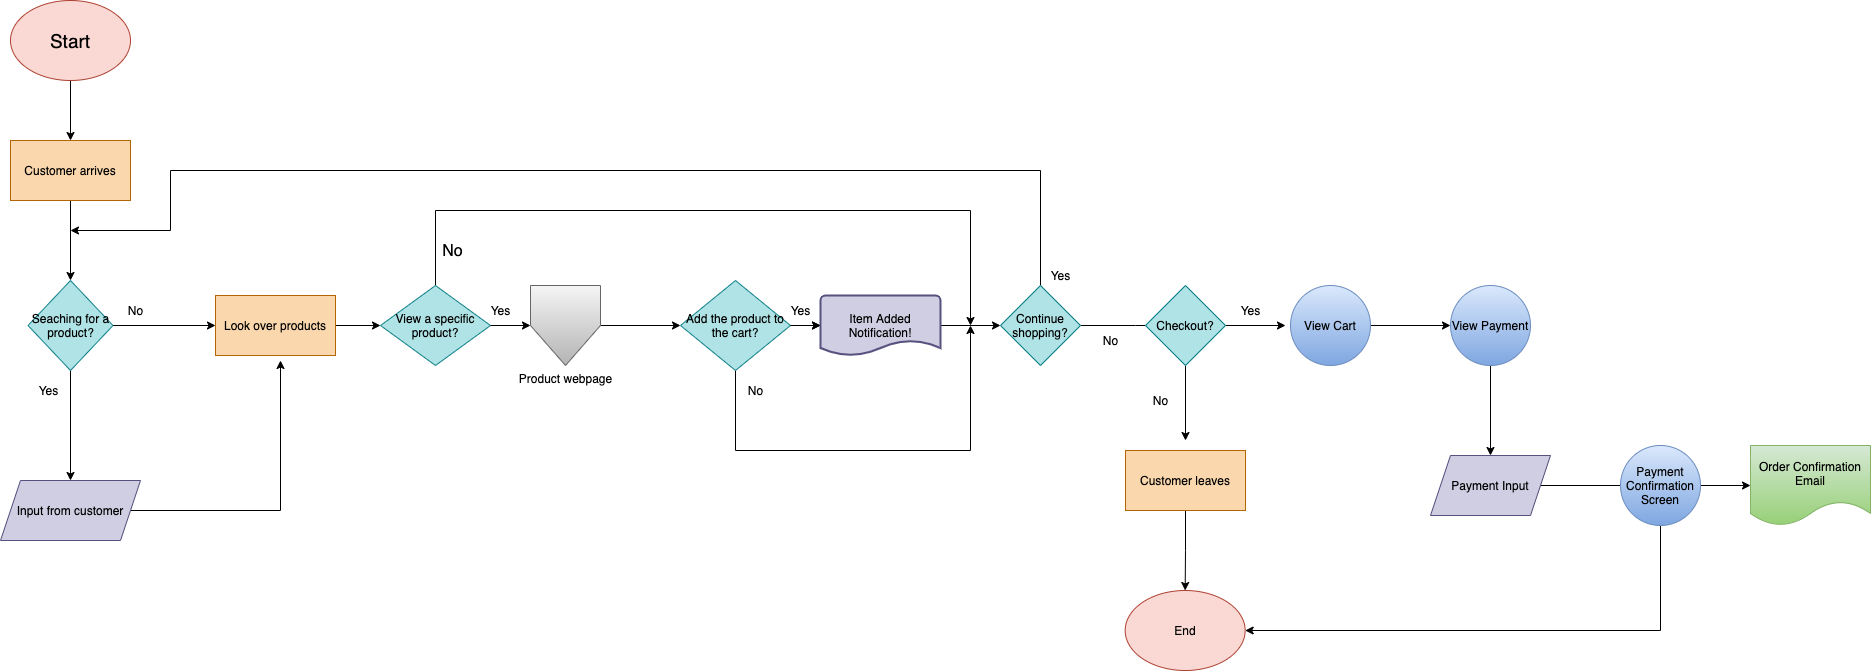 Start
Customer arrives
Yes
No
Seaching for a
product?
No
Look over products
View a specific
product?
Yes
Product webpage
Add the product to
the cart?
Yes
No
Item Added
Notification!
Continue
shopping?
No
Checkout?
Yes
View Cart
View Payment
Yes
Input from customer
No
Customer leaves
Payment Input
Payment
Confirmation
Screen
Order Confirmation
Email
End